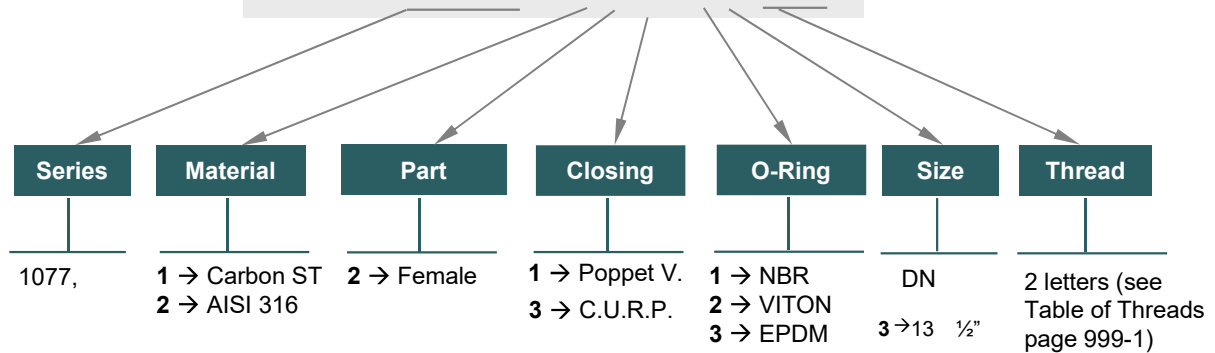 Series
Material
Part
Closing
O-Ring
Size
Thread
1077,
1 → Carbon ST
2 → AISI 316
2 → Female
1 → Poppet V.
3 → C.U.R.P.
1 → NBR
2 → VITON
3 → EPDM
DN
3 →13 ½”
2 letters (see
Table of Threads
page 999-1)